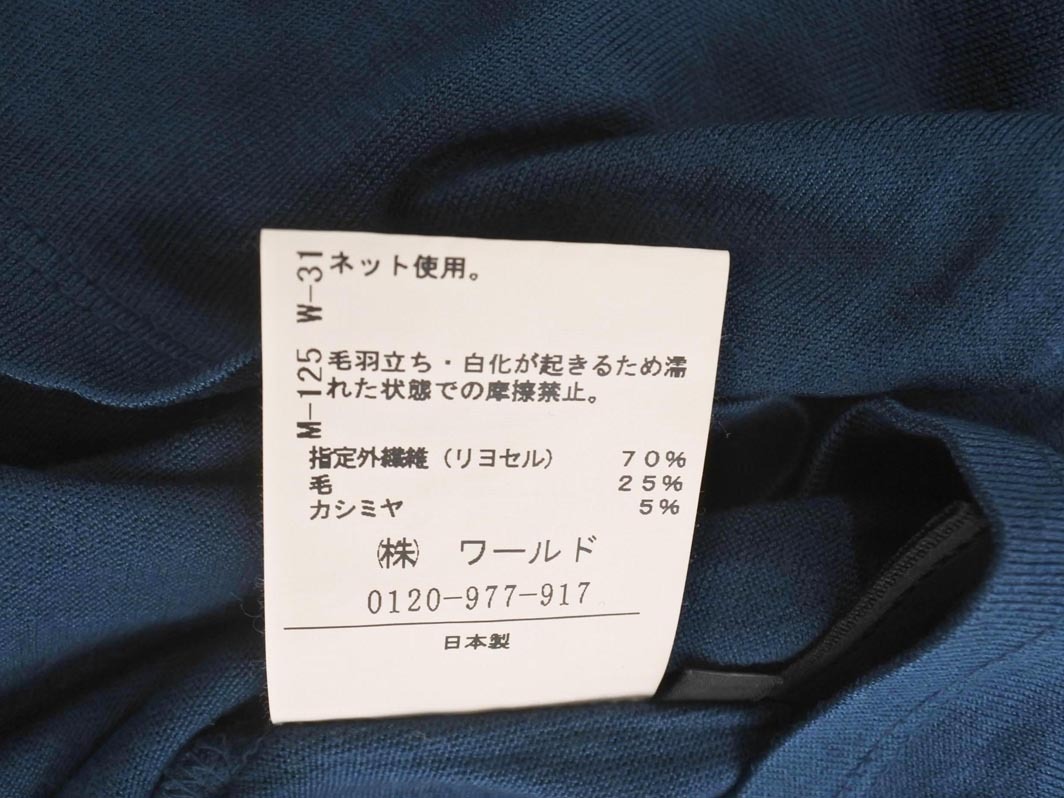 M-125 W-31
ネット使用。
毛羽立ち・白化が起きるため濡
れた状態での摩擦禁止。
指定外繊維(リヨセル) 70%
毛 25%
カシミヤ 5%
㈱ ワールド
0120-977-917
日本製